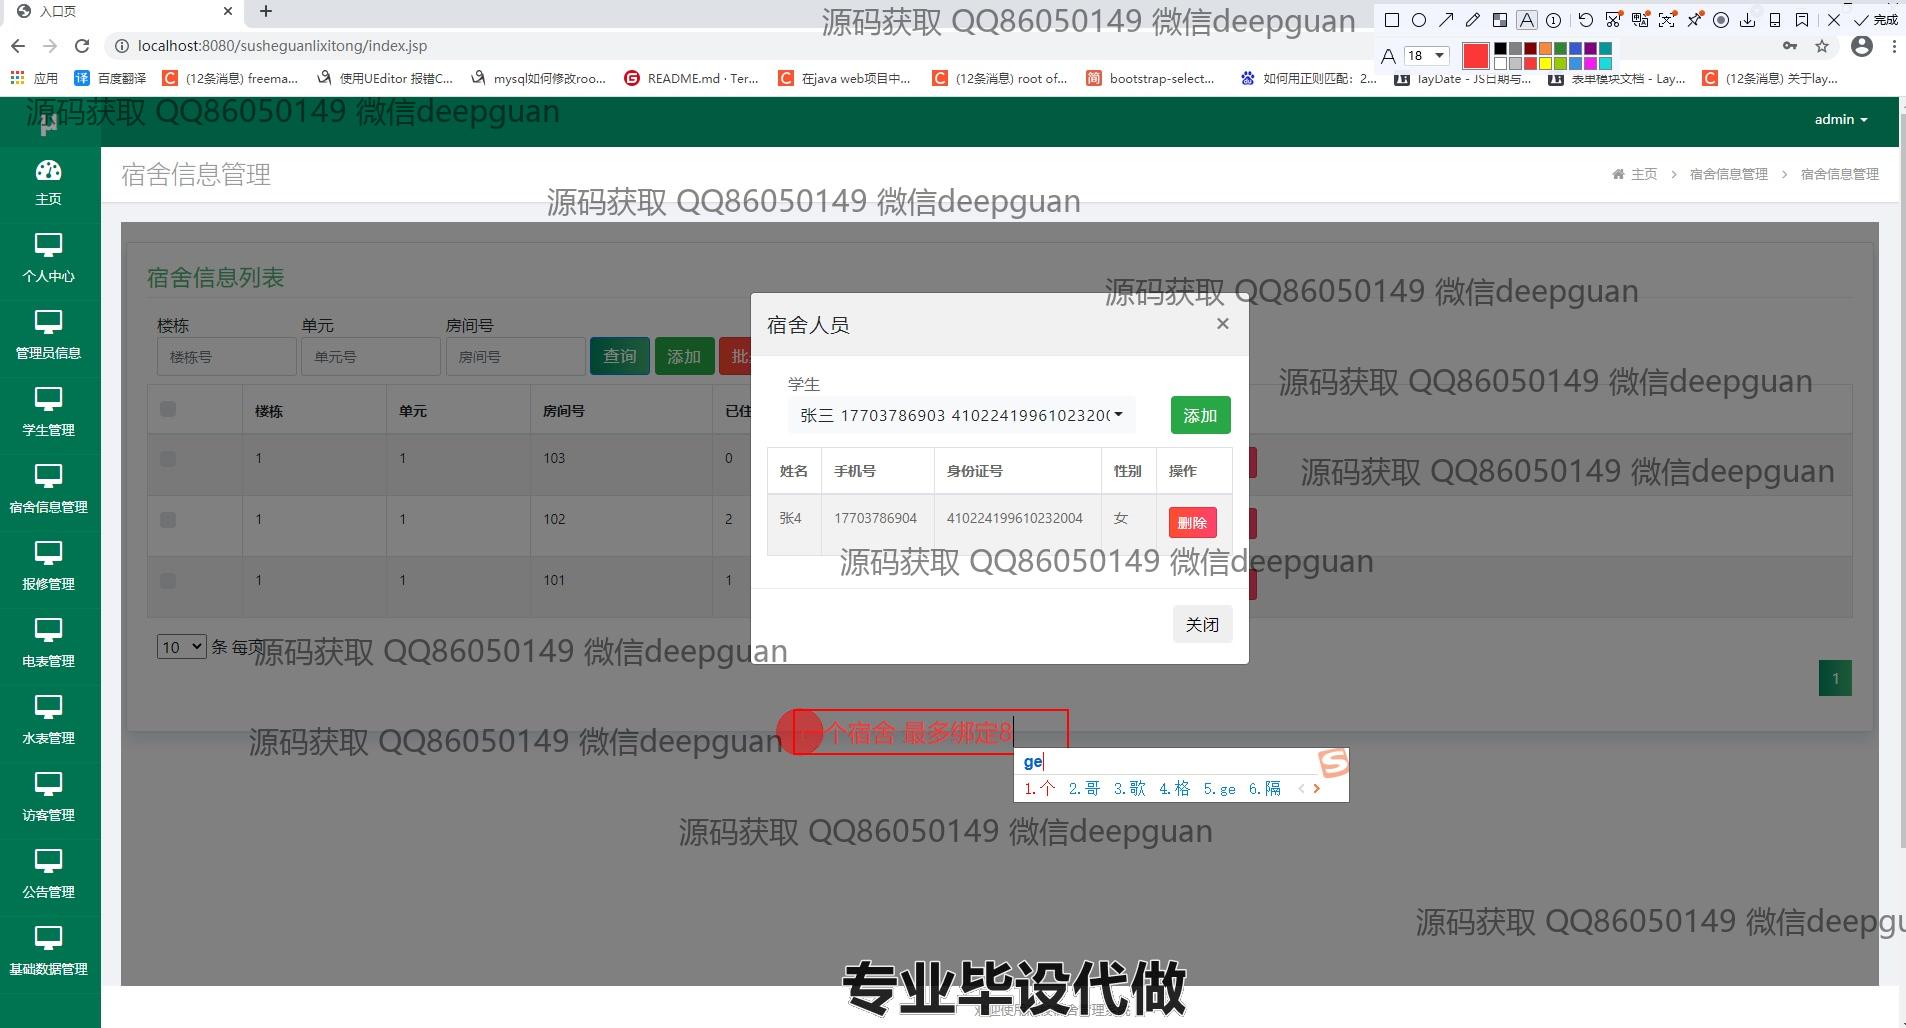 入口页
源码获取 QQ86050149 微信deepguan
完成
localhost:8080/susheguanlixitong/index.jsp
18
应用 百度翻译 (12条消息) freema... 使用UEditor 报错C... mysql如何修改roo... README.md · Ter... 在java web项目中... (12条消息) root of... bootstrap-select... 如何用正则匹配：2... layDate - JS日期号... 表单模块文档 - Lay... (12条消息) 关于lay...
源码获取 QQ86050149 微信deepguan
admin
主页
宿舍信息管理
主页 > 宿舍信息管理 > 宿舍信息管理
源码获取 QQ86050149 微信deepguan
个人中心
宿舍信息列表
源码获取 QQ86050149 微信deepguan
管理员信息
楼栋 单元 房间号
楼栋号 单元号 房间号 查询 添加
宿舍人员
×
学生
张三 17703786903 41022419961023200
添加
源码获取 QQ86050149 微信deepguan
学生管理
楼栋 单元 房间号 已住
1 1 103 0
姓名 手机号 身份证号 性别 操作
源码获取 QQ86050149 微信deepguan
宿舍信息管理
1 1 102 2
张4 17703786904 410224199610232004 女 删除
源码获取 QQ86050149 微信deepguan
报修管理
1 1 101 1
关闭
10 条 每页
源码获取 QQ86050149 微信deepguan
电表管理
1
水表管理
源码获取 QQ86050149 微信deepguan
个宿舍 最多绑定8
ge
1.个 2.哥 3.歌 4.格 5.ge 6.隔
访客管理
源码获取 QQ86050149 微信deepguan
公告管理
源码获取 QQ86050149 微信deepgu
基础数据管理
专业毕设代做